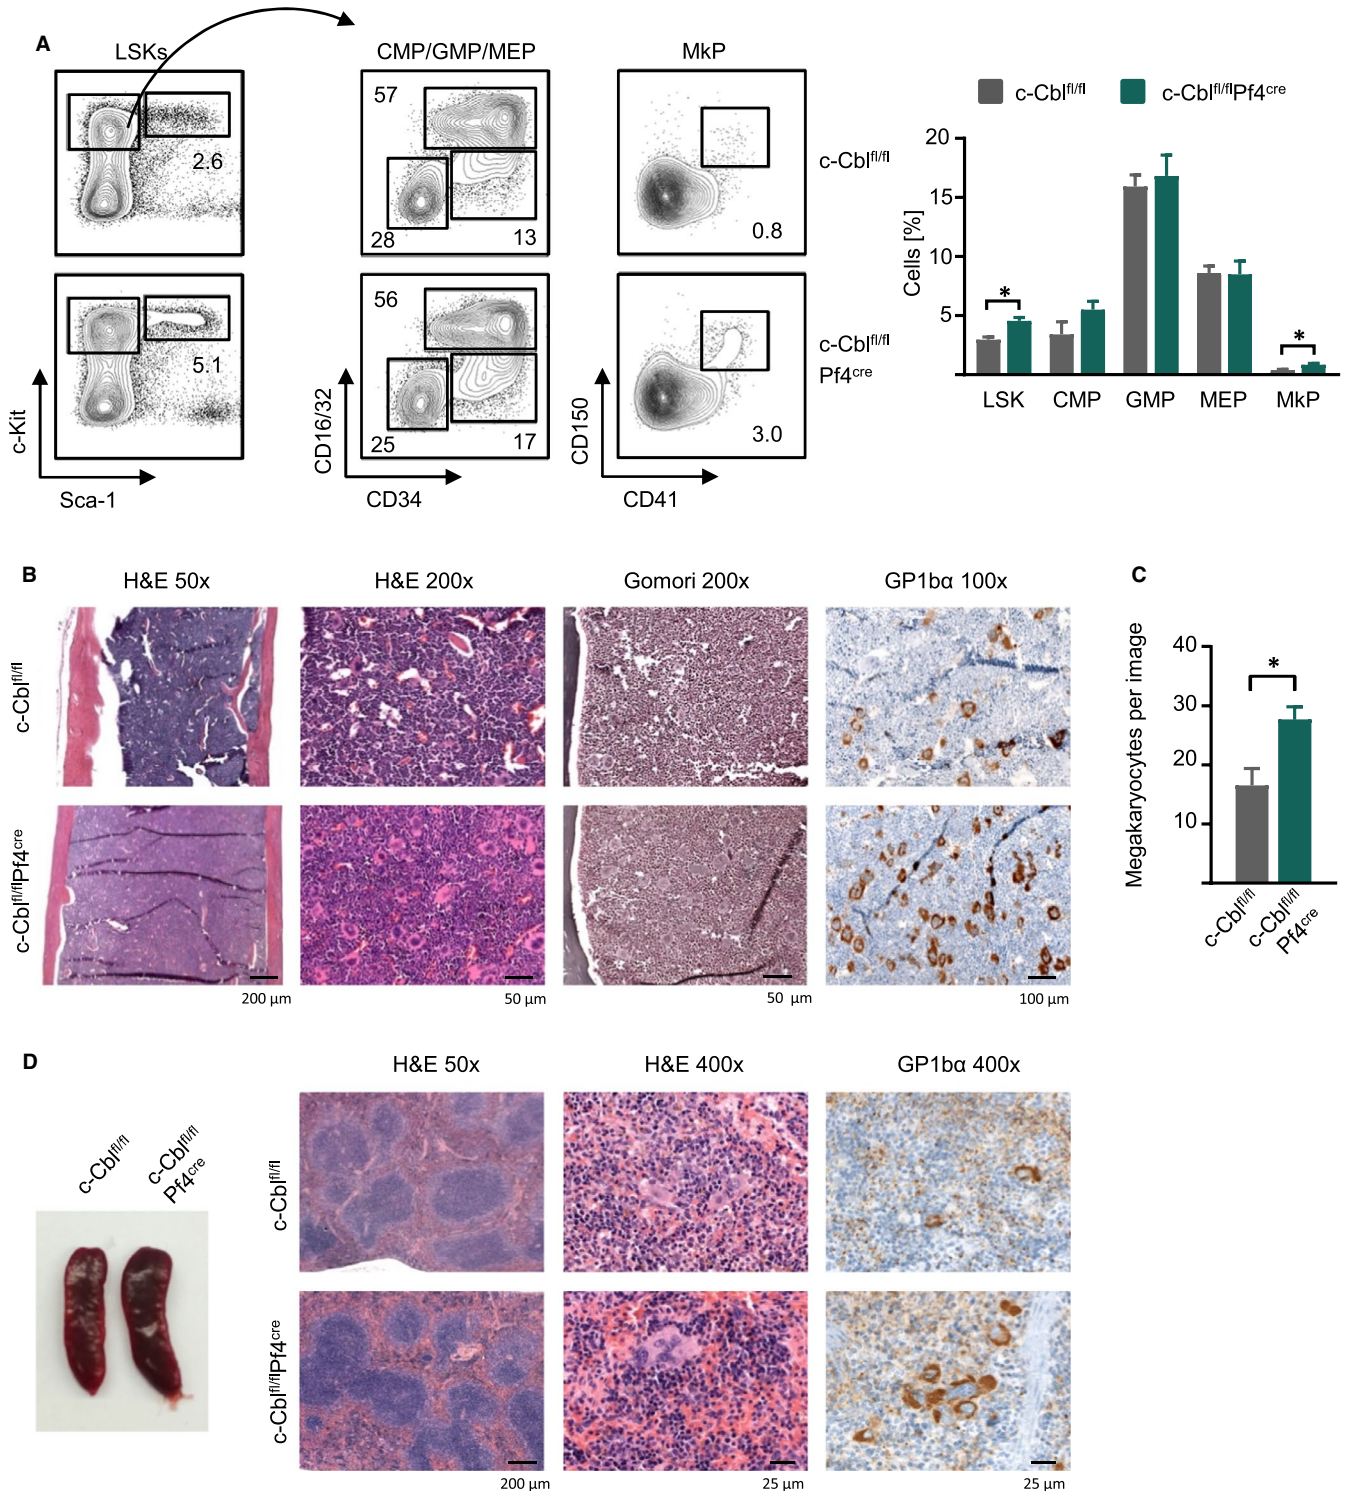 A
LSKs
CMP/GMP/MEP
MkP
2.6
57
28
13
0.8
c-Cblfl/fl
5.1
56
25
17
3.0
c-Cblfl/fl
Pf4cre
c-Kit
Sca-1
CD16/32
CD34
CD150
CD41
c-Cblfl/fl
c-Cblfl/flPf4cre
Cells [%]
20
15
10
5
LSK
CMP
GMP
MEP
MkP
*
*
B
H&E 50x
H&E 200x
Gomori 200x
GP1bα 100x
c-Cblfl/fl
c-Cblfl/flPf4cre
200 µm
50 µm
50 µm
100 µm
C
Megakaryocytes per image
40
30
20
10
*
c-Cblfl/fl
c-Cblfl/fl
Pf4cre
D
c-Cblfl/fl
c-Cblfl/fl
Pf4cre
H&E 50x
H&E 400x
GP1bα 400x
c-Cblfl/fl
c-Cblfl/flPf4cre
200 µm
25 µm
25 µm